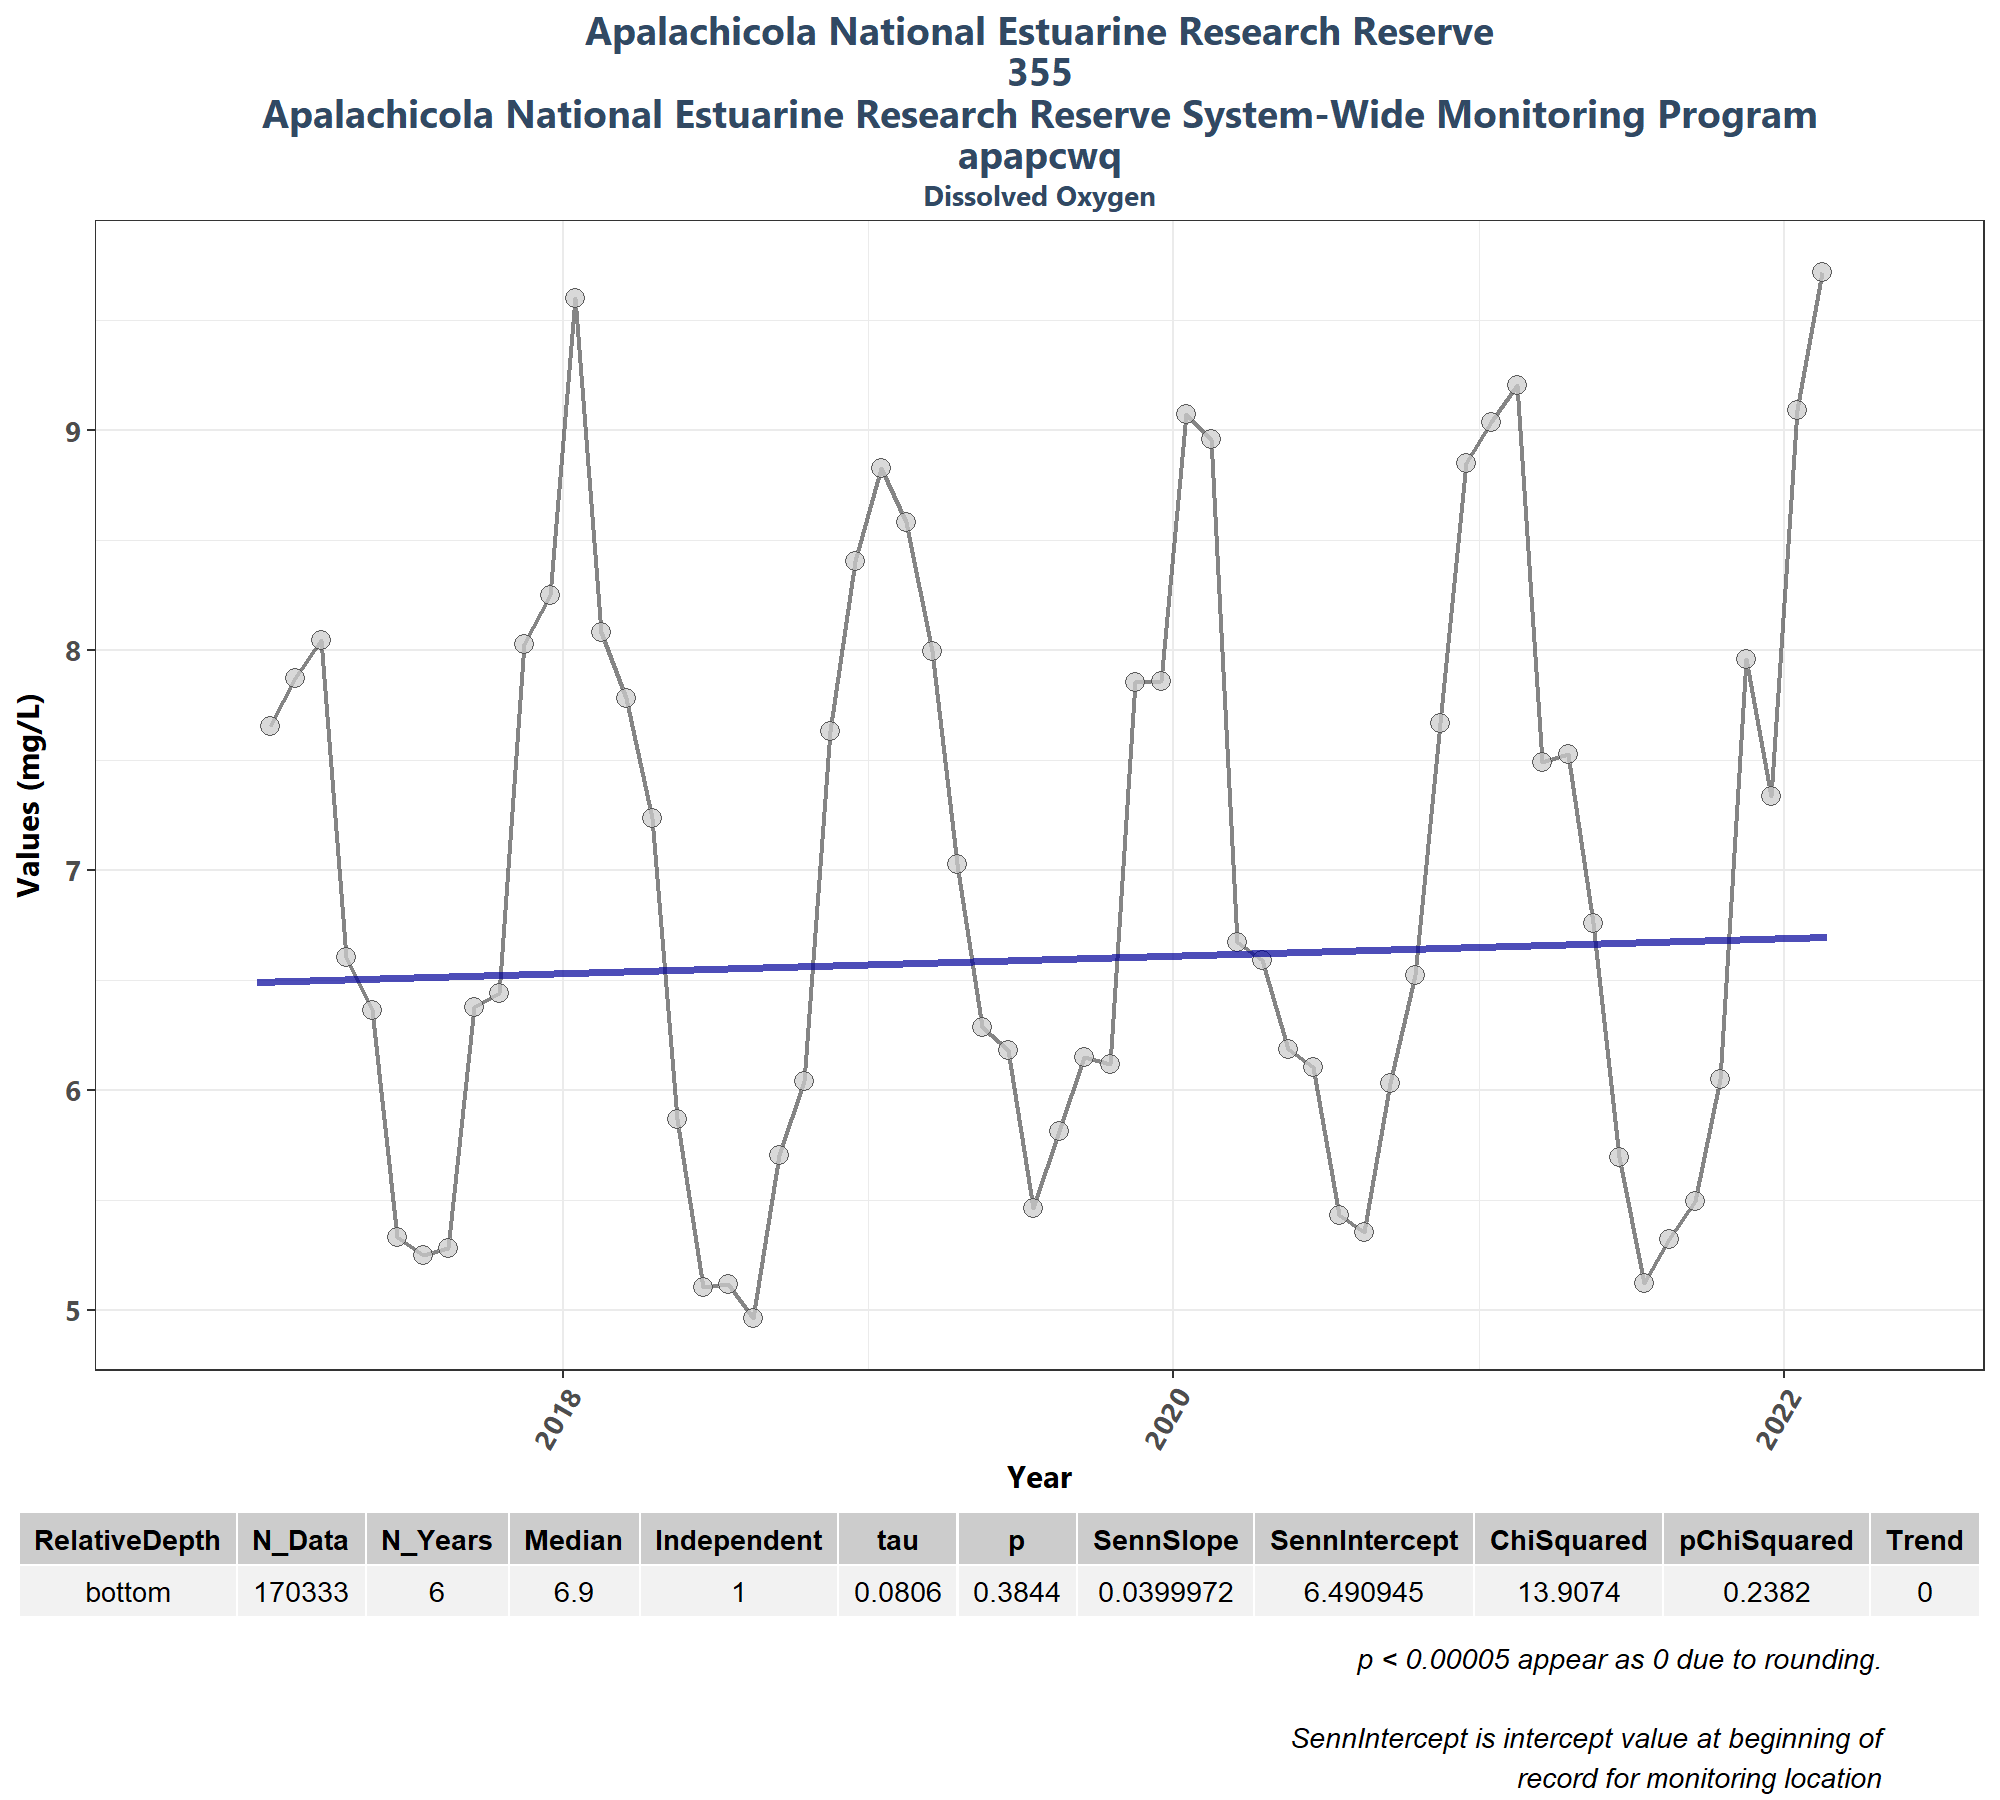 Apalachicola National Estuarine Research Reserve
355
Apalachicola National Estuarine Research Reserve System-Wide Monitoring Program
apapcwq
Dissolved Oxygen
Values (mg/L)
9
8
7
6
5
2018
2020
2022
Year
RelativeDepth N_Data N_Years Median Independent tau p SennSlope SennIntercept ChiSquared pChiSquared Trend
bottom 170333 6 6.9 1 0.0806 0.3844 0.0399972 6.490945 13.9074 0.2382 0
p < 0.00005 appear as 0 due to rounding.
SennIntercept is intercept value at beginning of
record for monitoring location